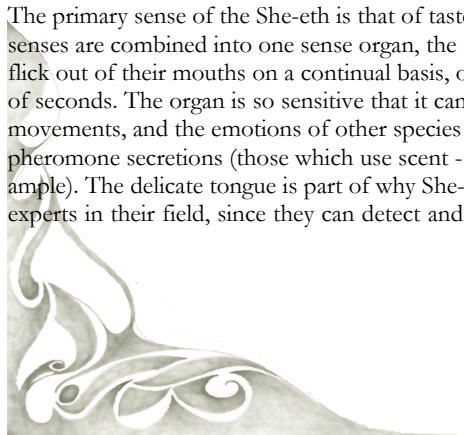 The primary sense of the She-eth is that of taste
senses are combined into one sense organ, the
flick out of their mouths on a continual basis,
of seconds. The organ is so sensitive that it can
movements, and the emotions of other species
pheromone secretions (those which use scent -
ample). The delicate tongue is part of why She-
experts in their field, since they can detect and